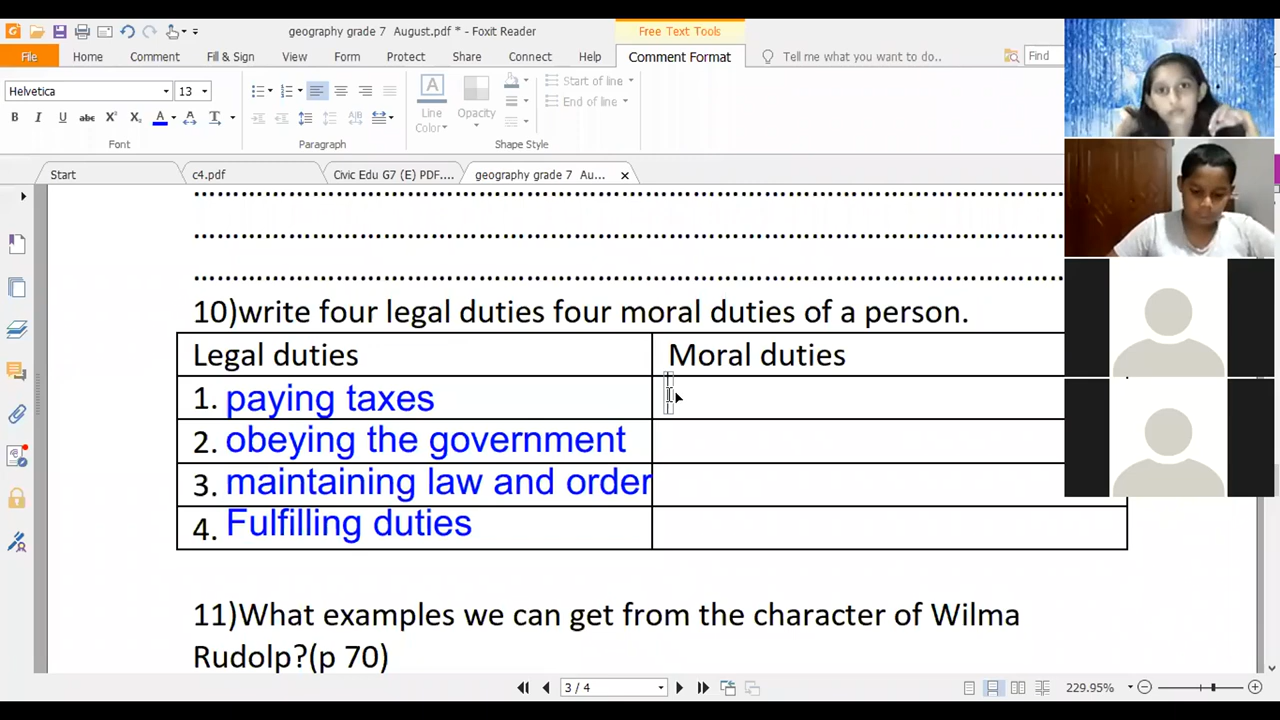 geography grade 7 August.pdf * - Foxit Reader
Free Text Tools
File Home Comment Fill & Sign View Form Protect Share Connect Help Comment Format Tell me what you want to do.. Find
Helvetica 13 Line Color Opacity Start of line
End of line
B I U abc X² X₂ A A T
Font Paragraph Shape Style
Start c4.pdf Civic Edu G7 (E) PDF.... geography grade 7 Au...
10)write four legal duties four moral duties of a person.
Legal duties Moral duties
1. paying taxes
2. obeying the government
3. maintaining law and order
4. Fulfilling duties
11)What examples we can get from the character of Wilma
Rudolp?(p 70)
3 / 4 229.95%